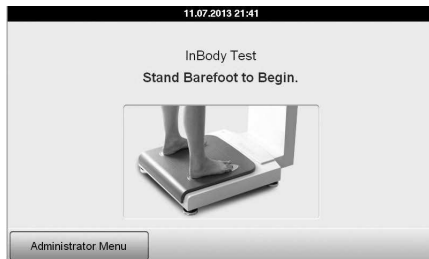 11.07.2013 21:41
InBody Test
Stand Barefoot to Begin.
Administrator Menu